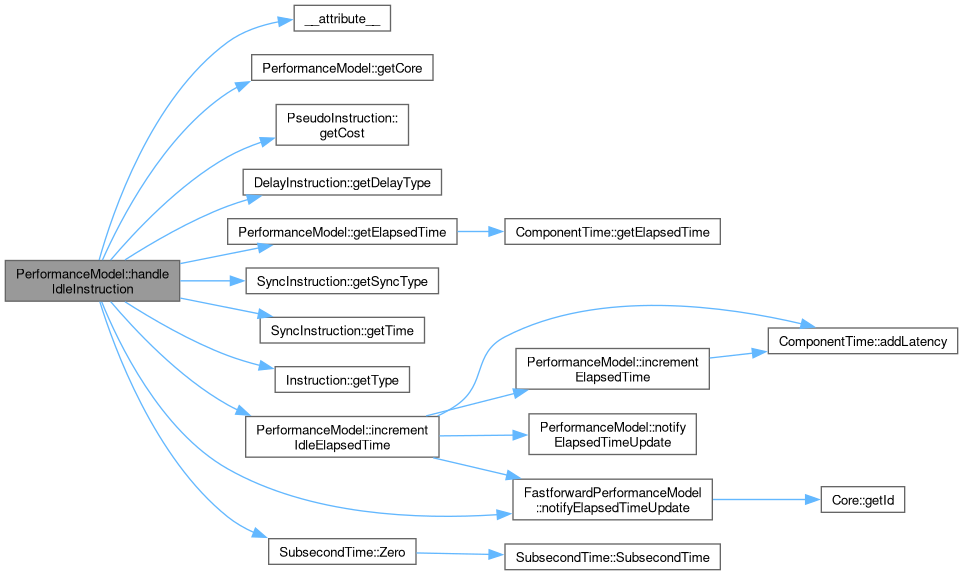 __attribute__
PerformanceModel::getCore
PseudoInstruction::
getCost
DelayInstruction::getDelayType
PerformanceModel::getElapsedTime
ComponentTime::getElapsedTime
PerformanceModel::handle
IdleInstruction
SyncInstruction::getSyncType
SyncInstruction::getTime
ComponentTime::addLatency
PerformanceModel::increment
ElapsedTime
Instruction::getType
PerformanceModel::increment
IdleElapsedTime
PerformanceModel::notify
ElapsedTimeUpdate
FastforwardPerformanceModel
::notifyElapsedTimeUpdate
Core::getId
SubsecondTime::Zero
SubsecondTime::SubsecondTime